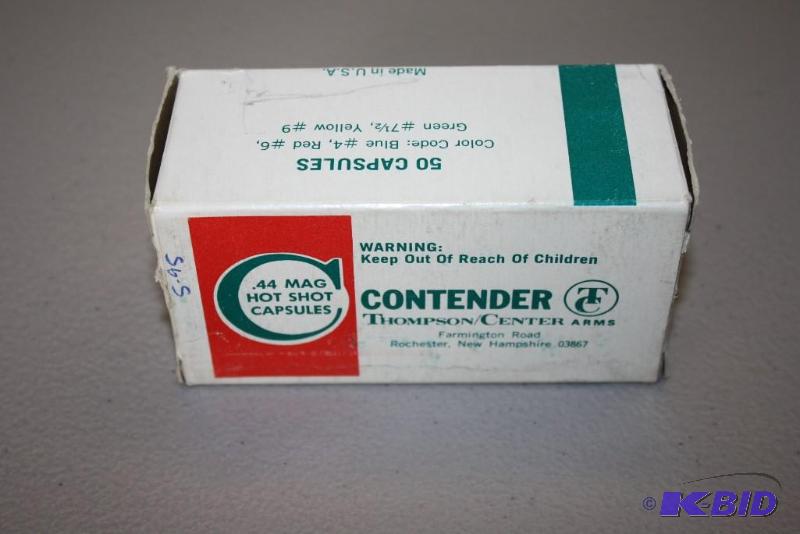 Made in U.S.A.
50 CAPSULES
Color Code: Blue #4, Red #6,
Green #7½, Yellow #9
WARNING:
Keep Out Of Reach Of Children
.44 MAG
HOT SHOT
CAPSULES
CONTENDER
TC
THOMPSON/CENTER ARMS
Farmington Road
Rochester, New Hampshire 03867
5.95
© K-BID